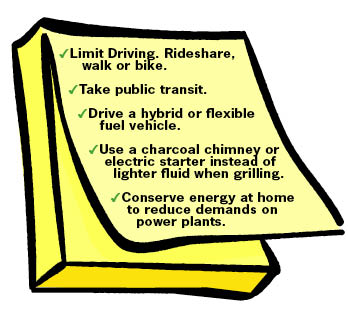 ✓Limit Driving. Rideshare,
walk or bike.
✓Take public transit.
✓Drive a hybrid or flexible
fuel vehicle.
✓Use a charcoal chimney or
electric starter instead of
lighter fluid when grilling.
✓Conserve energy at home
to reduce demands on
power plants.